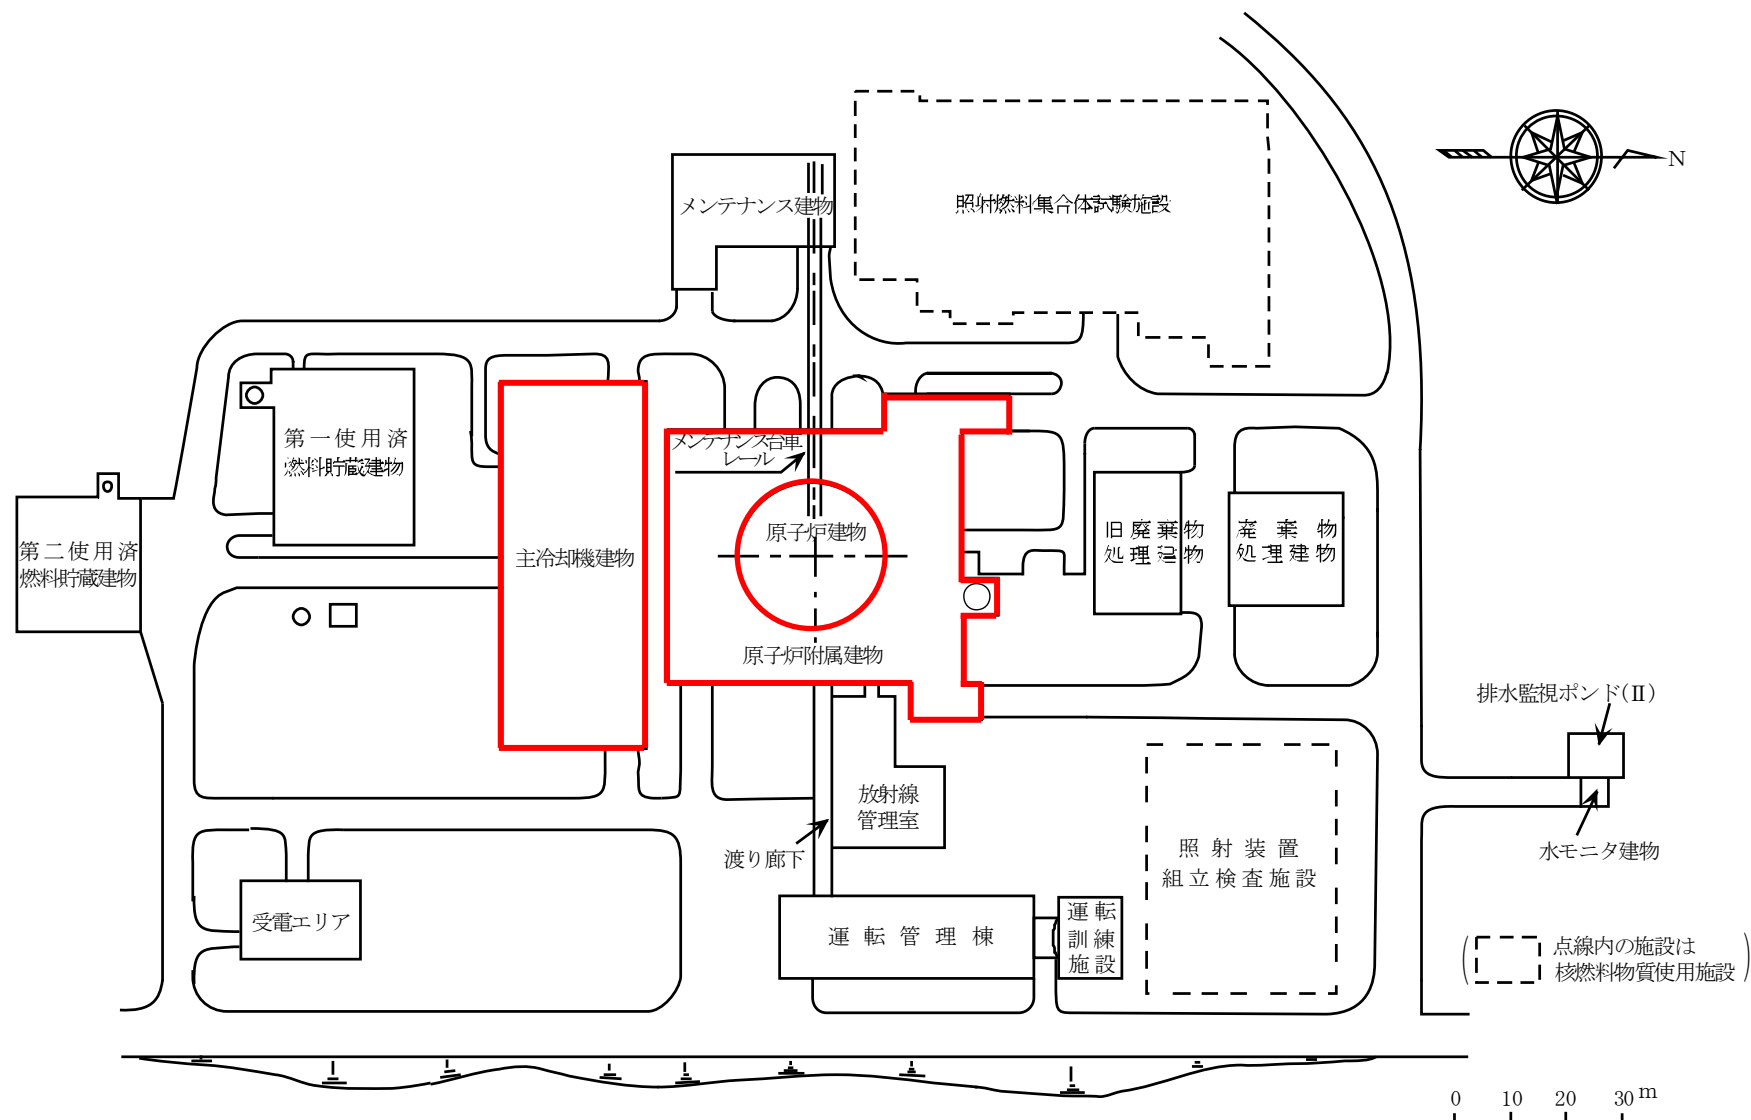 N
メンテナンス建物
照射燃料集合体試験施設
第一使用済
燃料貯蔵建物
メンテナンス台車
レール
第二使用済
燃料貯蔵建物
主冷却機建物
原子炉建物
旧廃棄物
処理建物
廃棄物
処理建物
原子炉附属建物
排水監視ポンド(Ⅱ)
放射線
管理室
渡り廊下
照射装置
組立検査施設
水モニタ建物
受電エリア
運転管理棟
運転
訓練
施設
点線内の施設は
核燃料物質使用施設
0 10 20 30 m